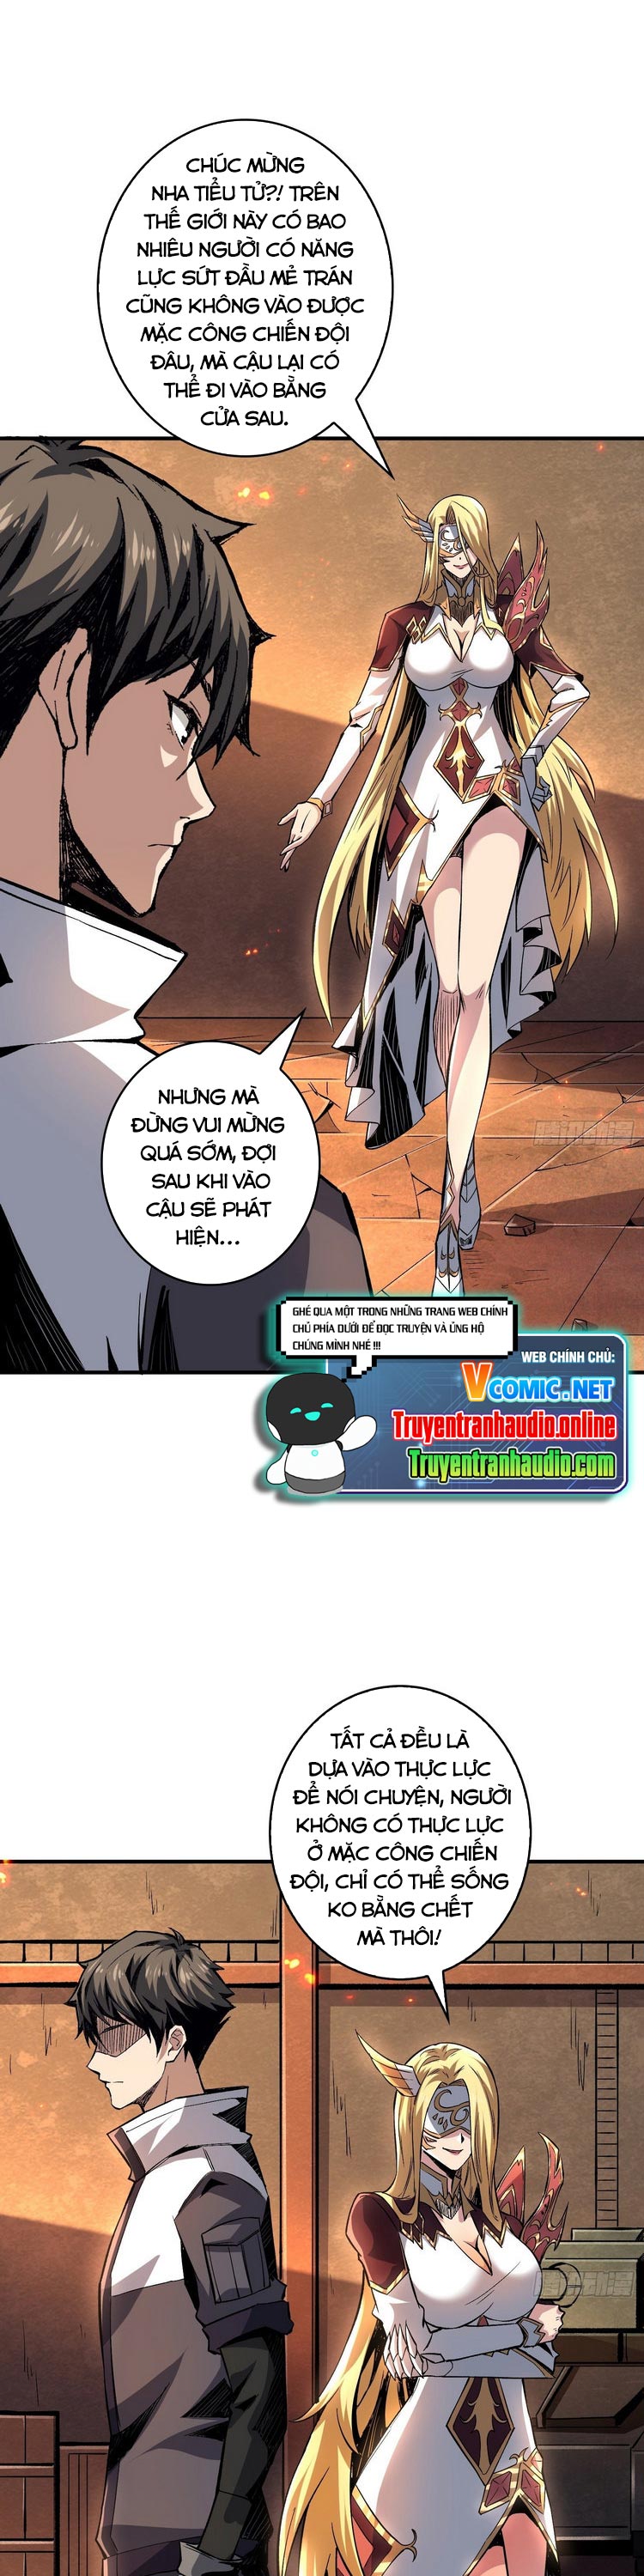 CHÚC MỪNG
NHA TIỂU TỬ?! TRÊN
THẾ GIỚI NÀY CÓ BAO
NHIÊU NGƯỜI CÓ NĂNG
LỰC SỨT ĐẦU MẺ TRÁN
CŨNG KHÔNG VÀO ĐƯỢC
MẶC CÔNG CHIẾN ĐỘI
ĐÂU, MÀ CẬU LẠI CÓ
THỂ ĐI VÀO BẰNG
CỬA SAU.
NHƯNG MÀ
ĐỪNG VUI MỪNG
QUÁ SỚM, ĐỢI
SAU KHI VÀO
CẬU SẼ PHÁT
HIỆN...
GHÉ QUA MỘT TRONG NHỮNG TRANG WEB CHÍNH
CHỦ PHÍA DƯỚI ĐỂ ĐỌC TRUYỆN VÀ ỦNG HỘ
CHÚNG MÌNH NHÉ !!!
WEB CHÍNH CHỦ:
VCOMIC.NET
Truyentranhaudio.online
Truyentranhaudio.com
TẤT CẢ ĐỀU LÀ
DỰA VÀO THỰC LỰC
ĐỂ NÓI CHUYỆN, NGƯỜI
KHÔNG CÓ THỰC LỰC
Ở MẶC CÔNG CHIẾN
ĐỘI, CHỈ CÓ THỂ SỐNG
KO BẰNG CHẾT
MÀ THÔI!